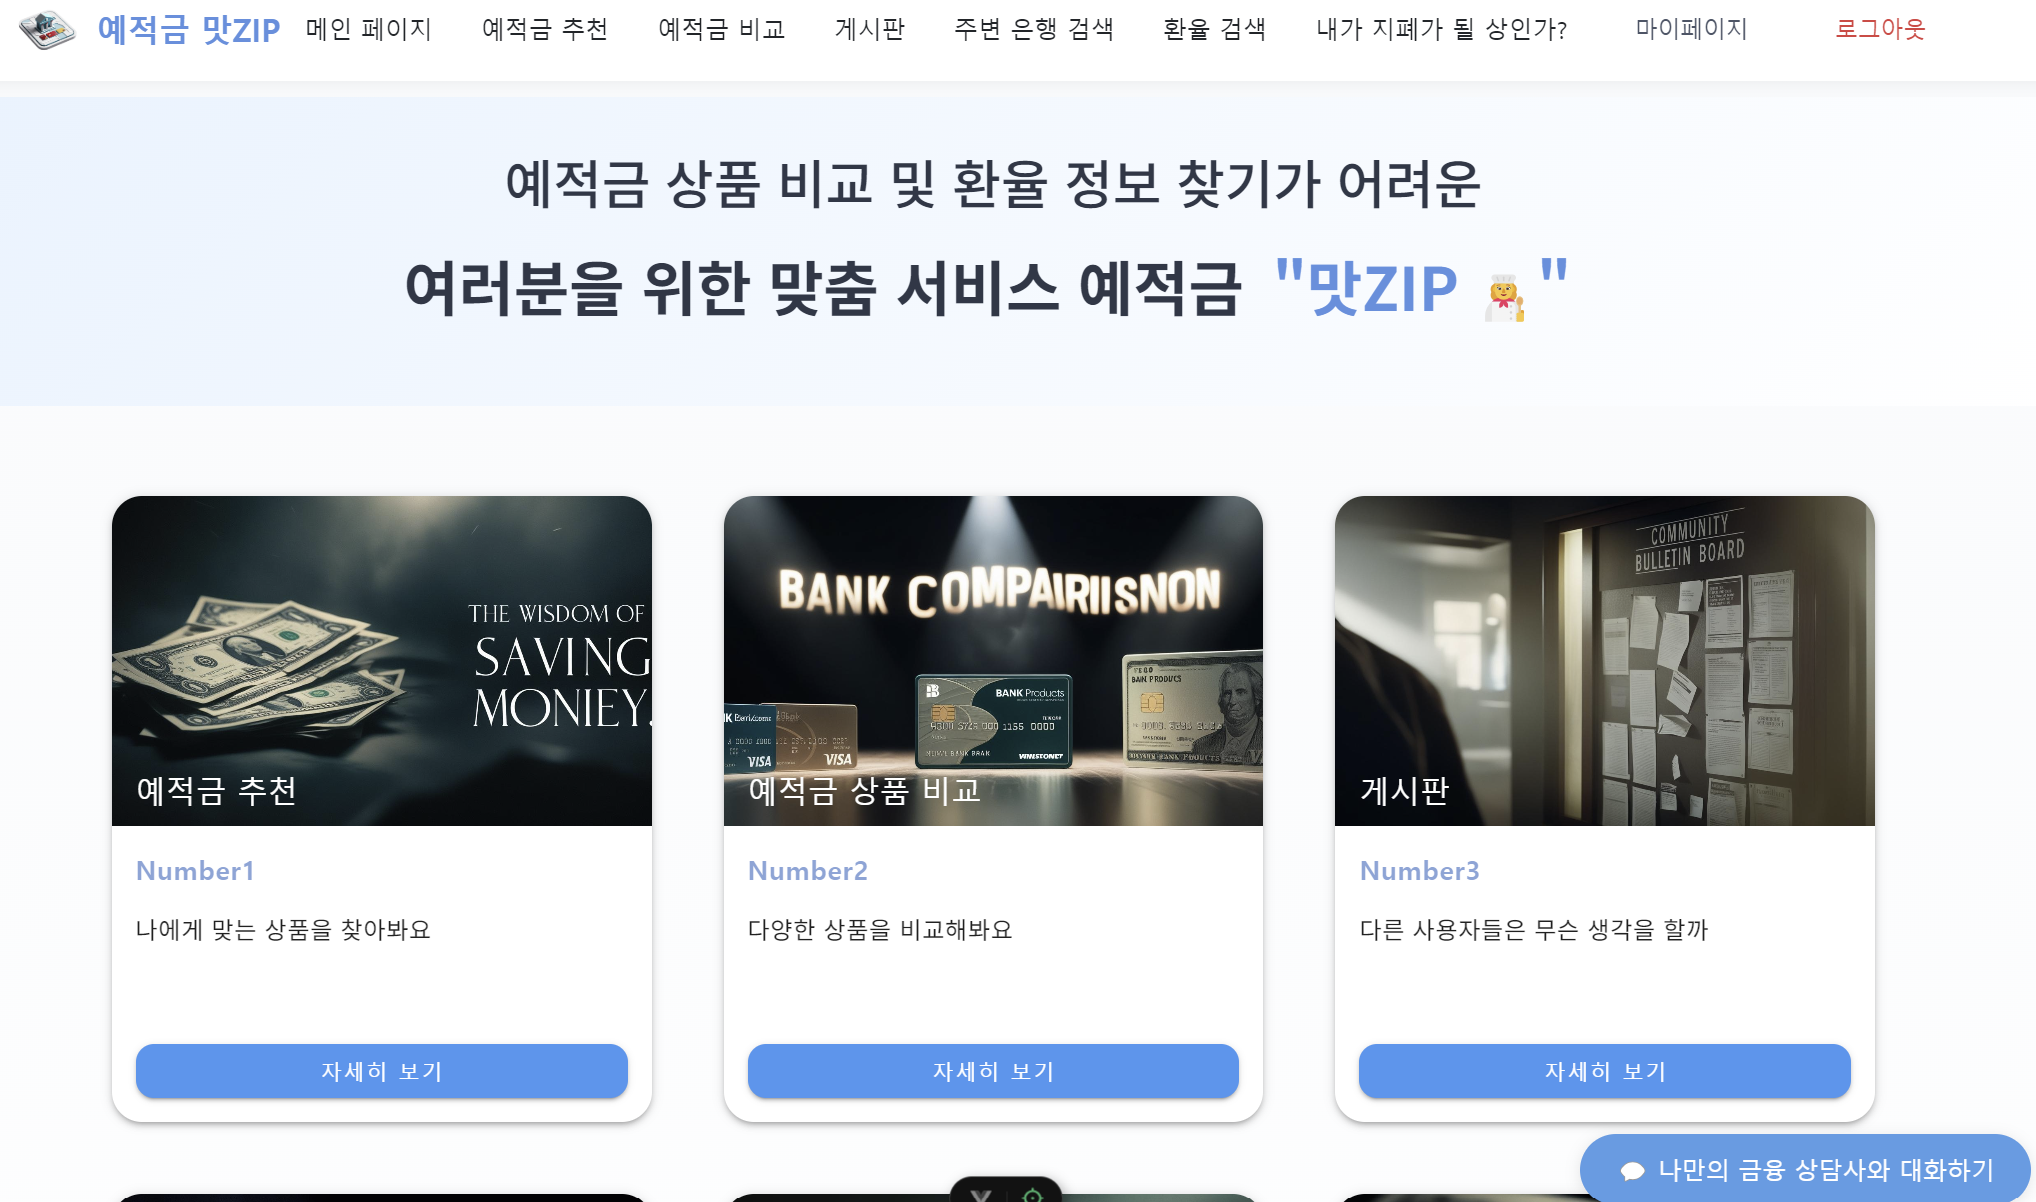 예적금 맛ZIP 메인 페이지 예적금 추천 예적금 비교 게시판 주변 은행 검색 환율 검색 내가 지폐가 될 상인가? 마이페이지 로그아웃
예적금 상품 비교 및 환율 정보 찾기가 어려운
여러분을 위한 맞춤 서비스 예적금 "맛ZIP "
THE WISDOM OF
SAVING
MONIEY.
예적금 추천
BANK COMPAIRIISNON
BANK Products
VISA
VISA
WINSTONET
예적금 상품 비교
COMMUNITY
BULLETIN BOARD
게시판
Number1
나에게 맞는 상품을 찾아봐요
자세히 보기
Number2
다양한 상품을 비교해봐요
자세히 보기
Number3
다른 사용자들은 무슨 생각을 할까
자세히 보기
나만의 금융 상담사와 대화하기